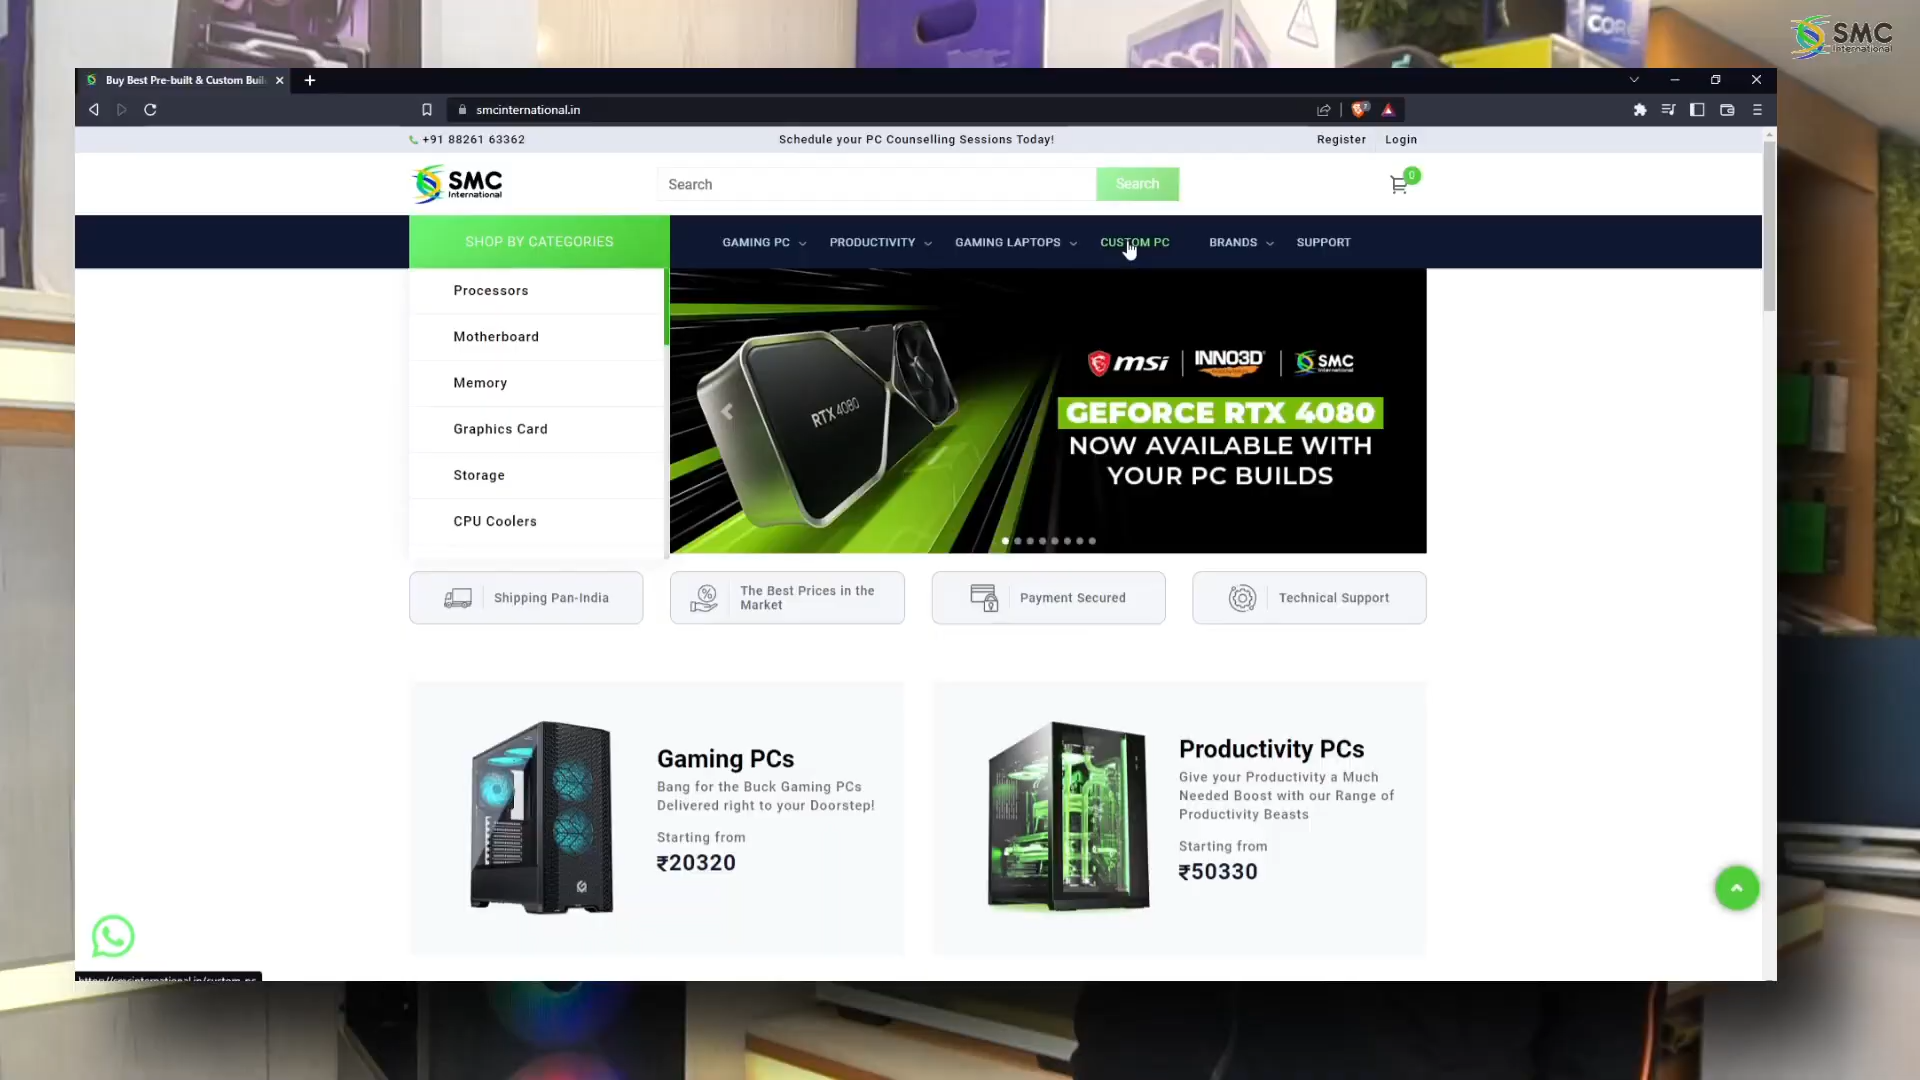 CORE
SMC
International
Buy Best Pre-built & Custom Buil
smcinternational.in
+91 88261 63362
Schedule your PC Counselling Sessions Today!
Register
Login
SMC
International
Search
Search
0
SHOP BY CATEGORIES
GAMING PC
PRODUCTIVITY
GAMING LAPTOPS
CUSTOM PC
BRANDS
SUPPORT
Processors
Motherboard
Memory
Graphics Card
Storage
CPU Coolers
RTX 4080
msi
INNO3D
SMC
International
GEFORCE RTX 4080
NOW AVAILABLE WITH
YOUR PC BUILDS
Shipping Pan-India
The Best Prices in the
Market
Payment Secured
Technical Support
Gaming PCs
Bang for the Buck Gaming PCs
Delivered right to your Doorstep!
Starting from
₹20320
Productivity PCs
Give your Productivity a Much
Needed Boost with our Range of
Productivity Beasts
Starting from
₹50330